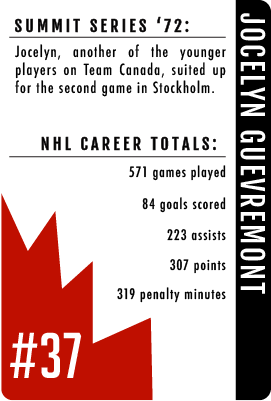 SUMMIT SERIES ‘72:
Jocelyn, another of the younger
players on Team Canada, suited up
for the second game in Stockholm.
NHL CAREER TOTALS:
571 games played
84 goals scored
223 assists
307 points
319 penalty minutes
#37
JOCELYN GUEVREMONT